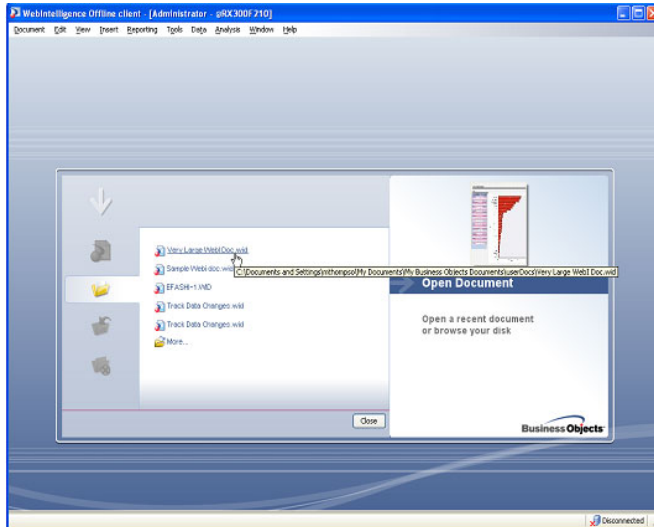 WebIntelligence Offline client - [Administrator - gRX300F710]
Document Edit View Insert Reporting Tools Data Analysis Window Help
Very Large WebI Doc.wid
Sample Webi doc.wid
C:\Documents and Settings\mthompso\My Documents\My Business Objects Documents\userDocs\Very Large WebI Doc.wid
EFASH~1.WID
Open Document
Track Data Changes.wid
Track Data Changes.wid
More...
Open a recent document
or browse your disk
Close
Business Objects
Disconnected